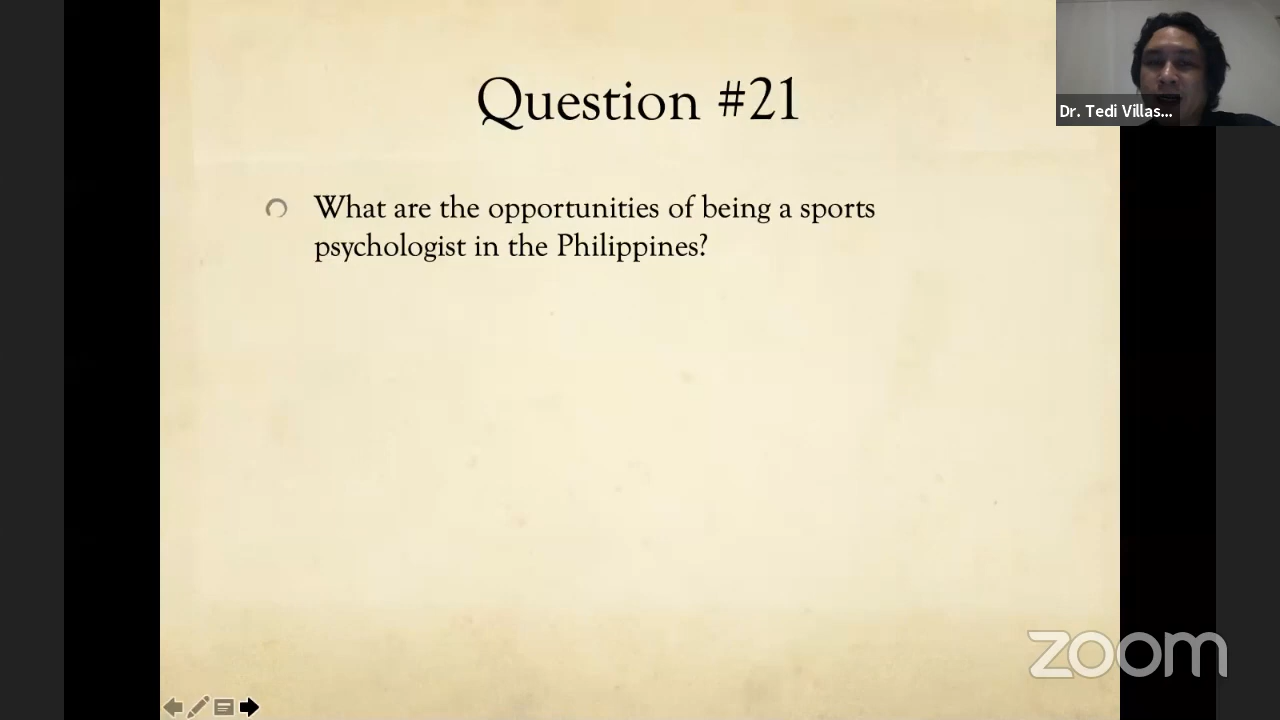 Question #21
Dr. Tedi Villas...
What are the opportunities of being a sports
psychologist in the Philippines?
zoom